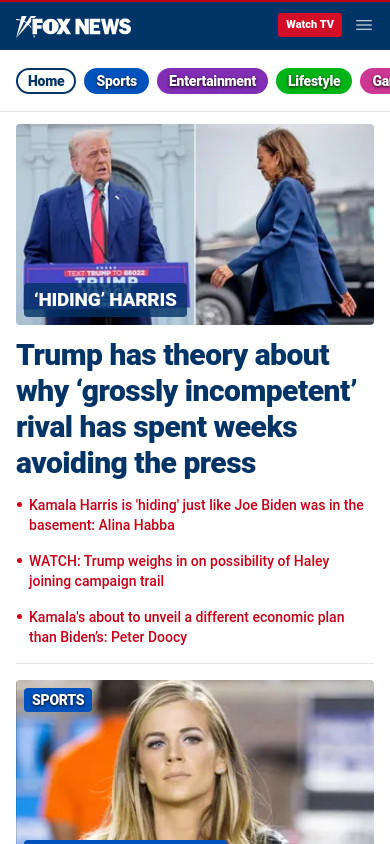 FOX NEWS
Watch TV
Home
Sports
Entertainment
Lifestyle
TEXT TRUMP TO 88022
TRUMP
‘HIDING’ HARRIS
Trump has theory about
why ‘grossly incompetent’
rival has spent weeks
avoiding the press
Kamala Harris is 'hiding' just like Joe Biden was in the
basement: Alina Habba
WATCH: Trump weighs in on possibility of Haley
joining campaign trail
Kamala's about to unveil a different economic plan
than Biden’s: Peter Doocy
SPORTS